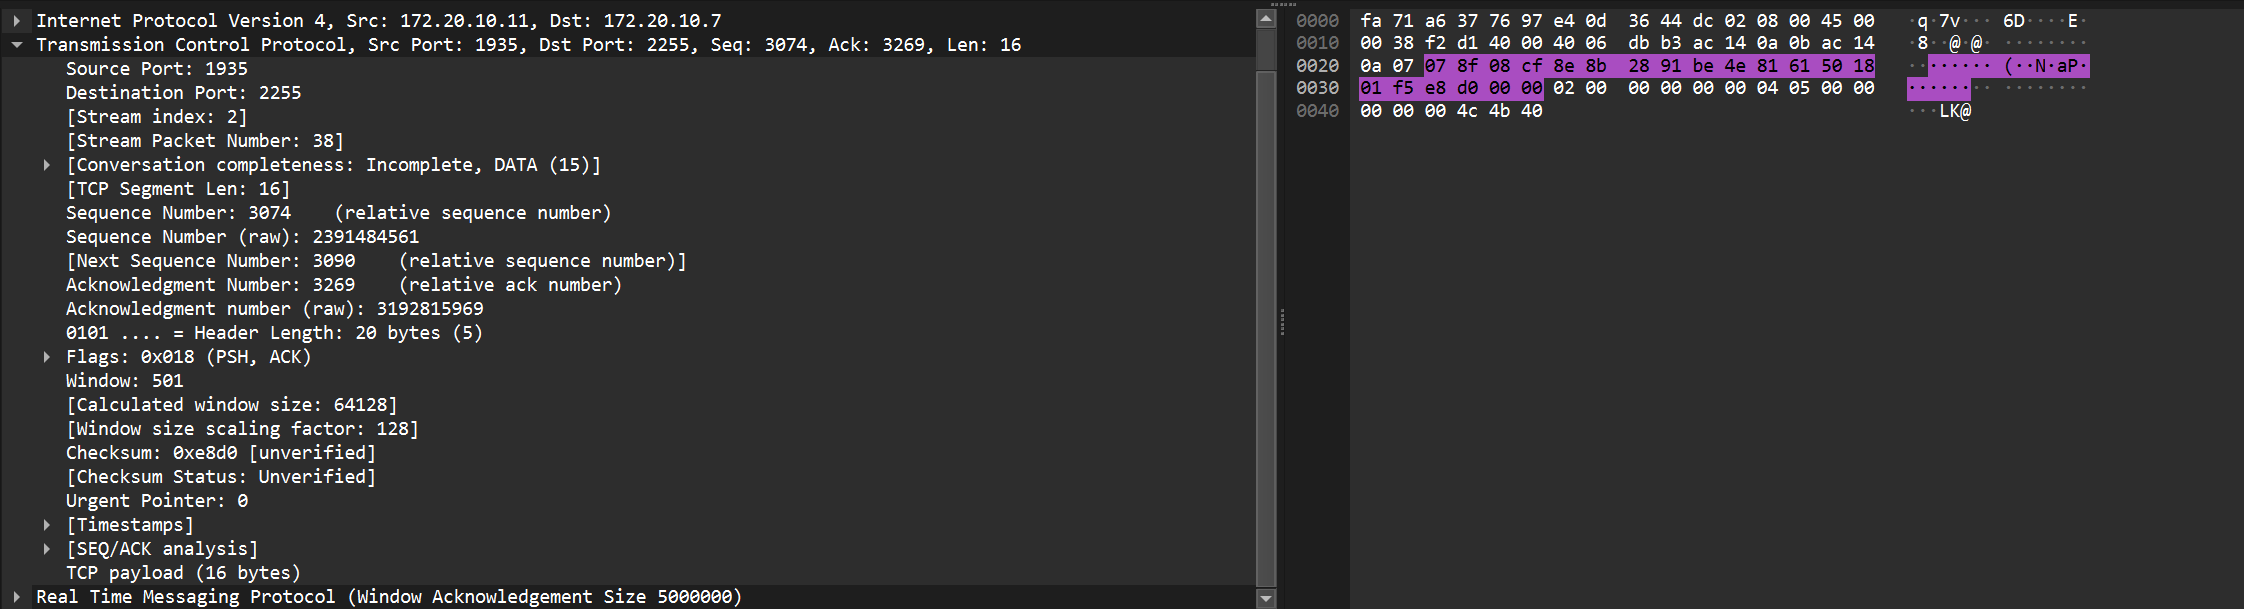 Internet Protocol Version 4, Src: 172.20.10.11, Dst: 172.20.10.7
Transmission Control Protocol, Src Port: 1935, Dst Port: 2255, Seq: 3074, Ack: 3269, Len: 16
Source Port: 1935
Destination Port: 2255
[Stream index: 2]
[Stream Packet Number: 38]
[Conversation completeness: Incomplete, DATA (15)]
[TCP Segment Len: 16]
Sequence Number: 3074    (relative sequence number)
Sequence Number (raw): 2391484561
[Next Sequence Number: 3090    (relative sequence number)]
Acknowledgment Number: 3269    (relative ack number)
Acknowledgment number (raw): 3192815969
0101 .... = Header Length: 20 bytes (5)
Flags: 0x018 (PSH, ACK)
Window: 501
[Calculated window size: 64128]
[Window size scaling factor: 128]
Checksum: 0xe8d0 [unverified]
[Checksum Status: Unverified]
Urgent Pointer: 0
[Timestamps]
[SEQ/ACK analysis]
TCP payload (16 bytes)
Real Time Messaging Protocol (Window Acknowledgement Size 5000000)
0000 fa 71 a6 37 76 97 e4 0d 36 44 dc 02 08 00 45 00 ·q·7v··· 6D····E·
0010 00 38 f2 d1 40 00 40 06 db b3 ac 14 0a 0b ac 14 ·8··@·@· ········
0020 0a 07 07 8f 08 cf 8e 8b 28 91 be 4e 81 61 50 18 ········ (··N·aP·
0030 01 f5 e8 d0 00 00 02 00 00 00 00 00 04 05 00 00 ········ ········
0040 00 00 00 4c 4b 40 ···LK@